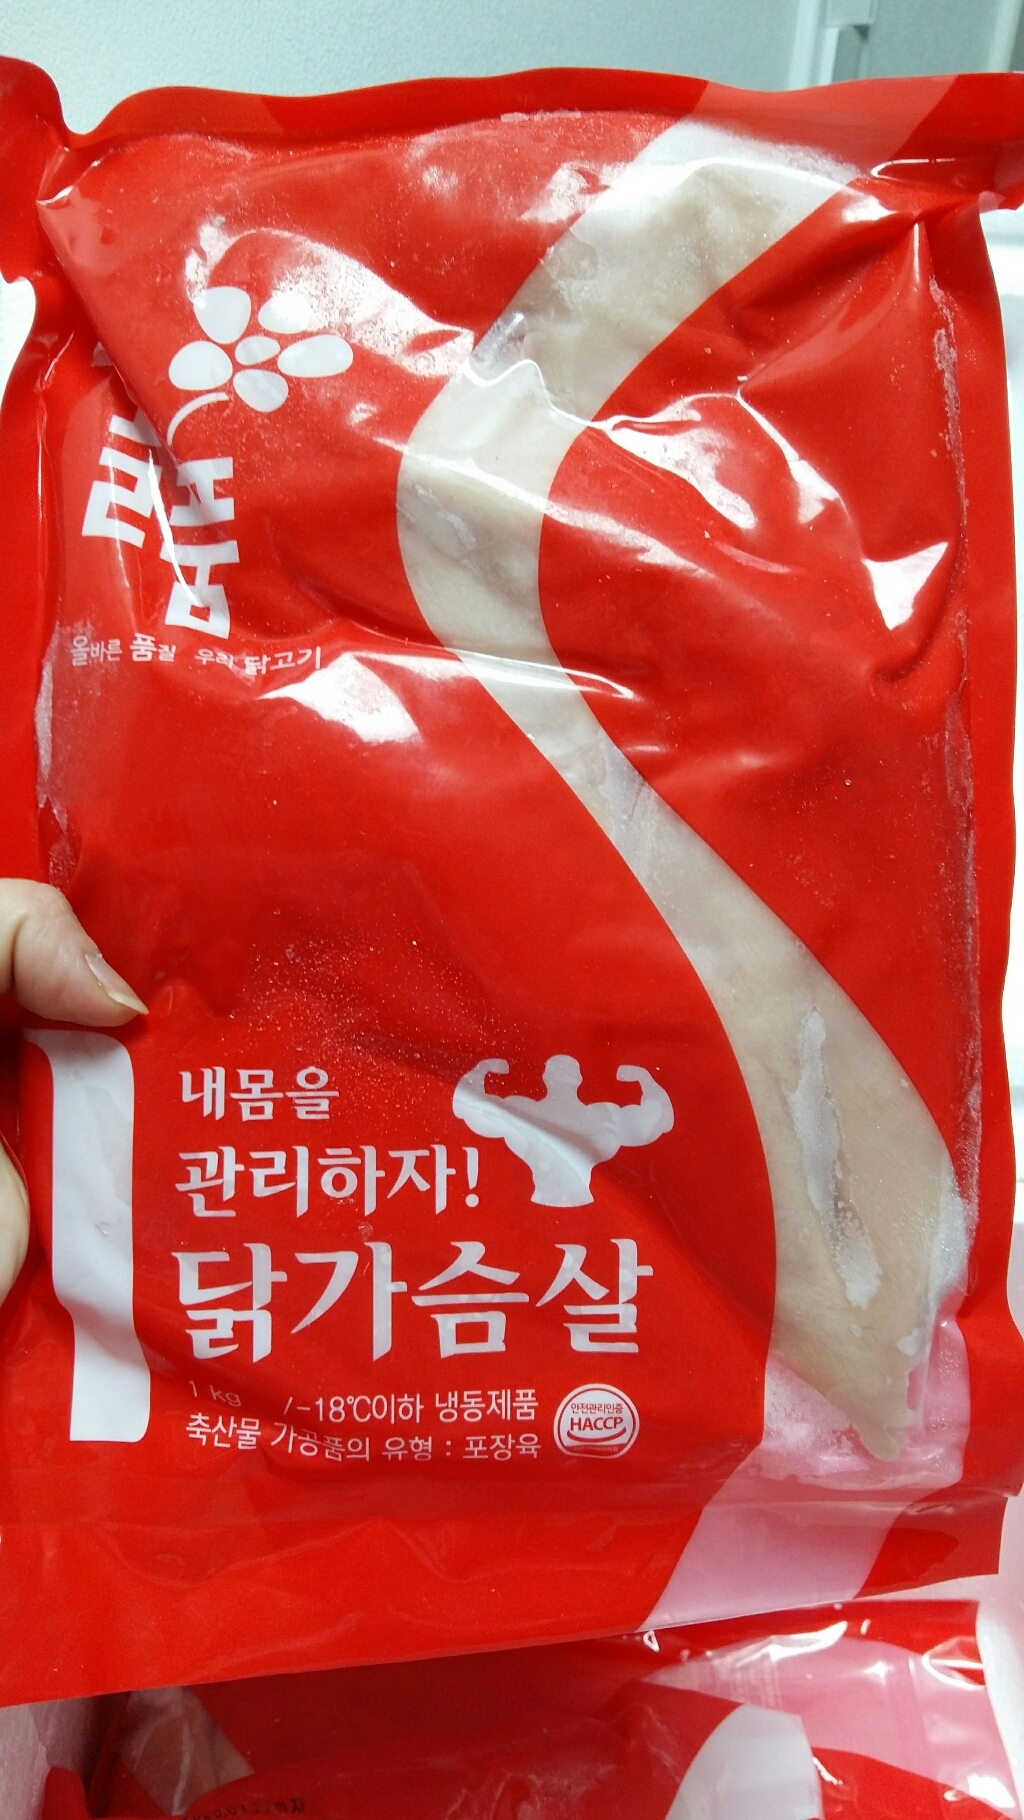 올바른 품질 우리 닭고기
내몸을
관리하자!
닭가슴살
1 kg /-18℃이하 냉동제품
축산물 가공품의 유형 : 포장육
안전관리인증
HACCP